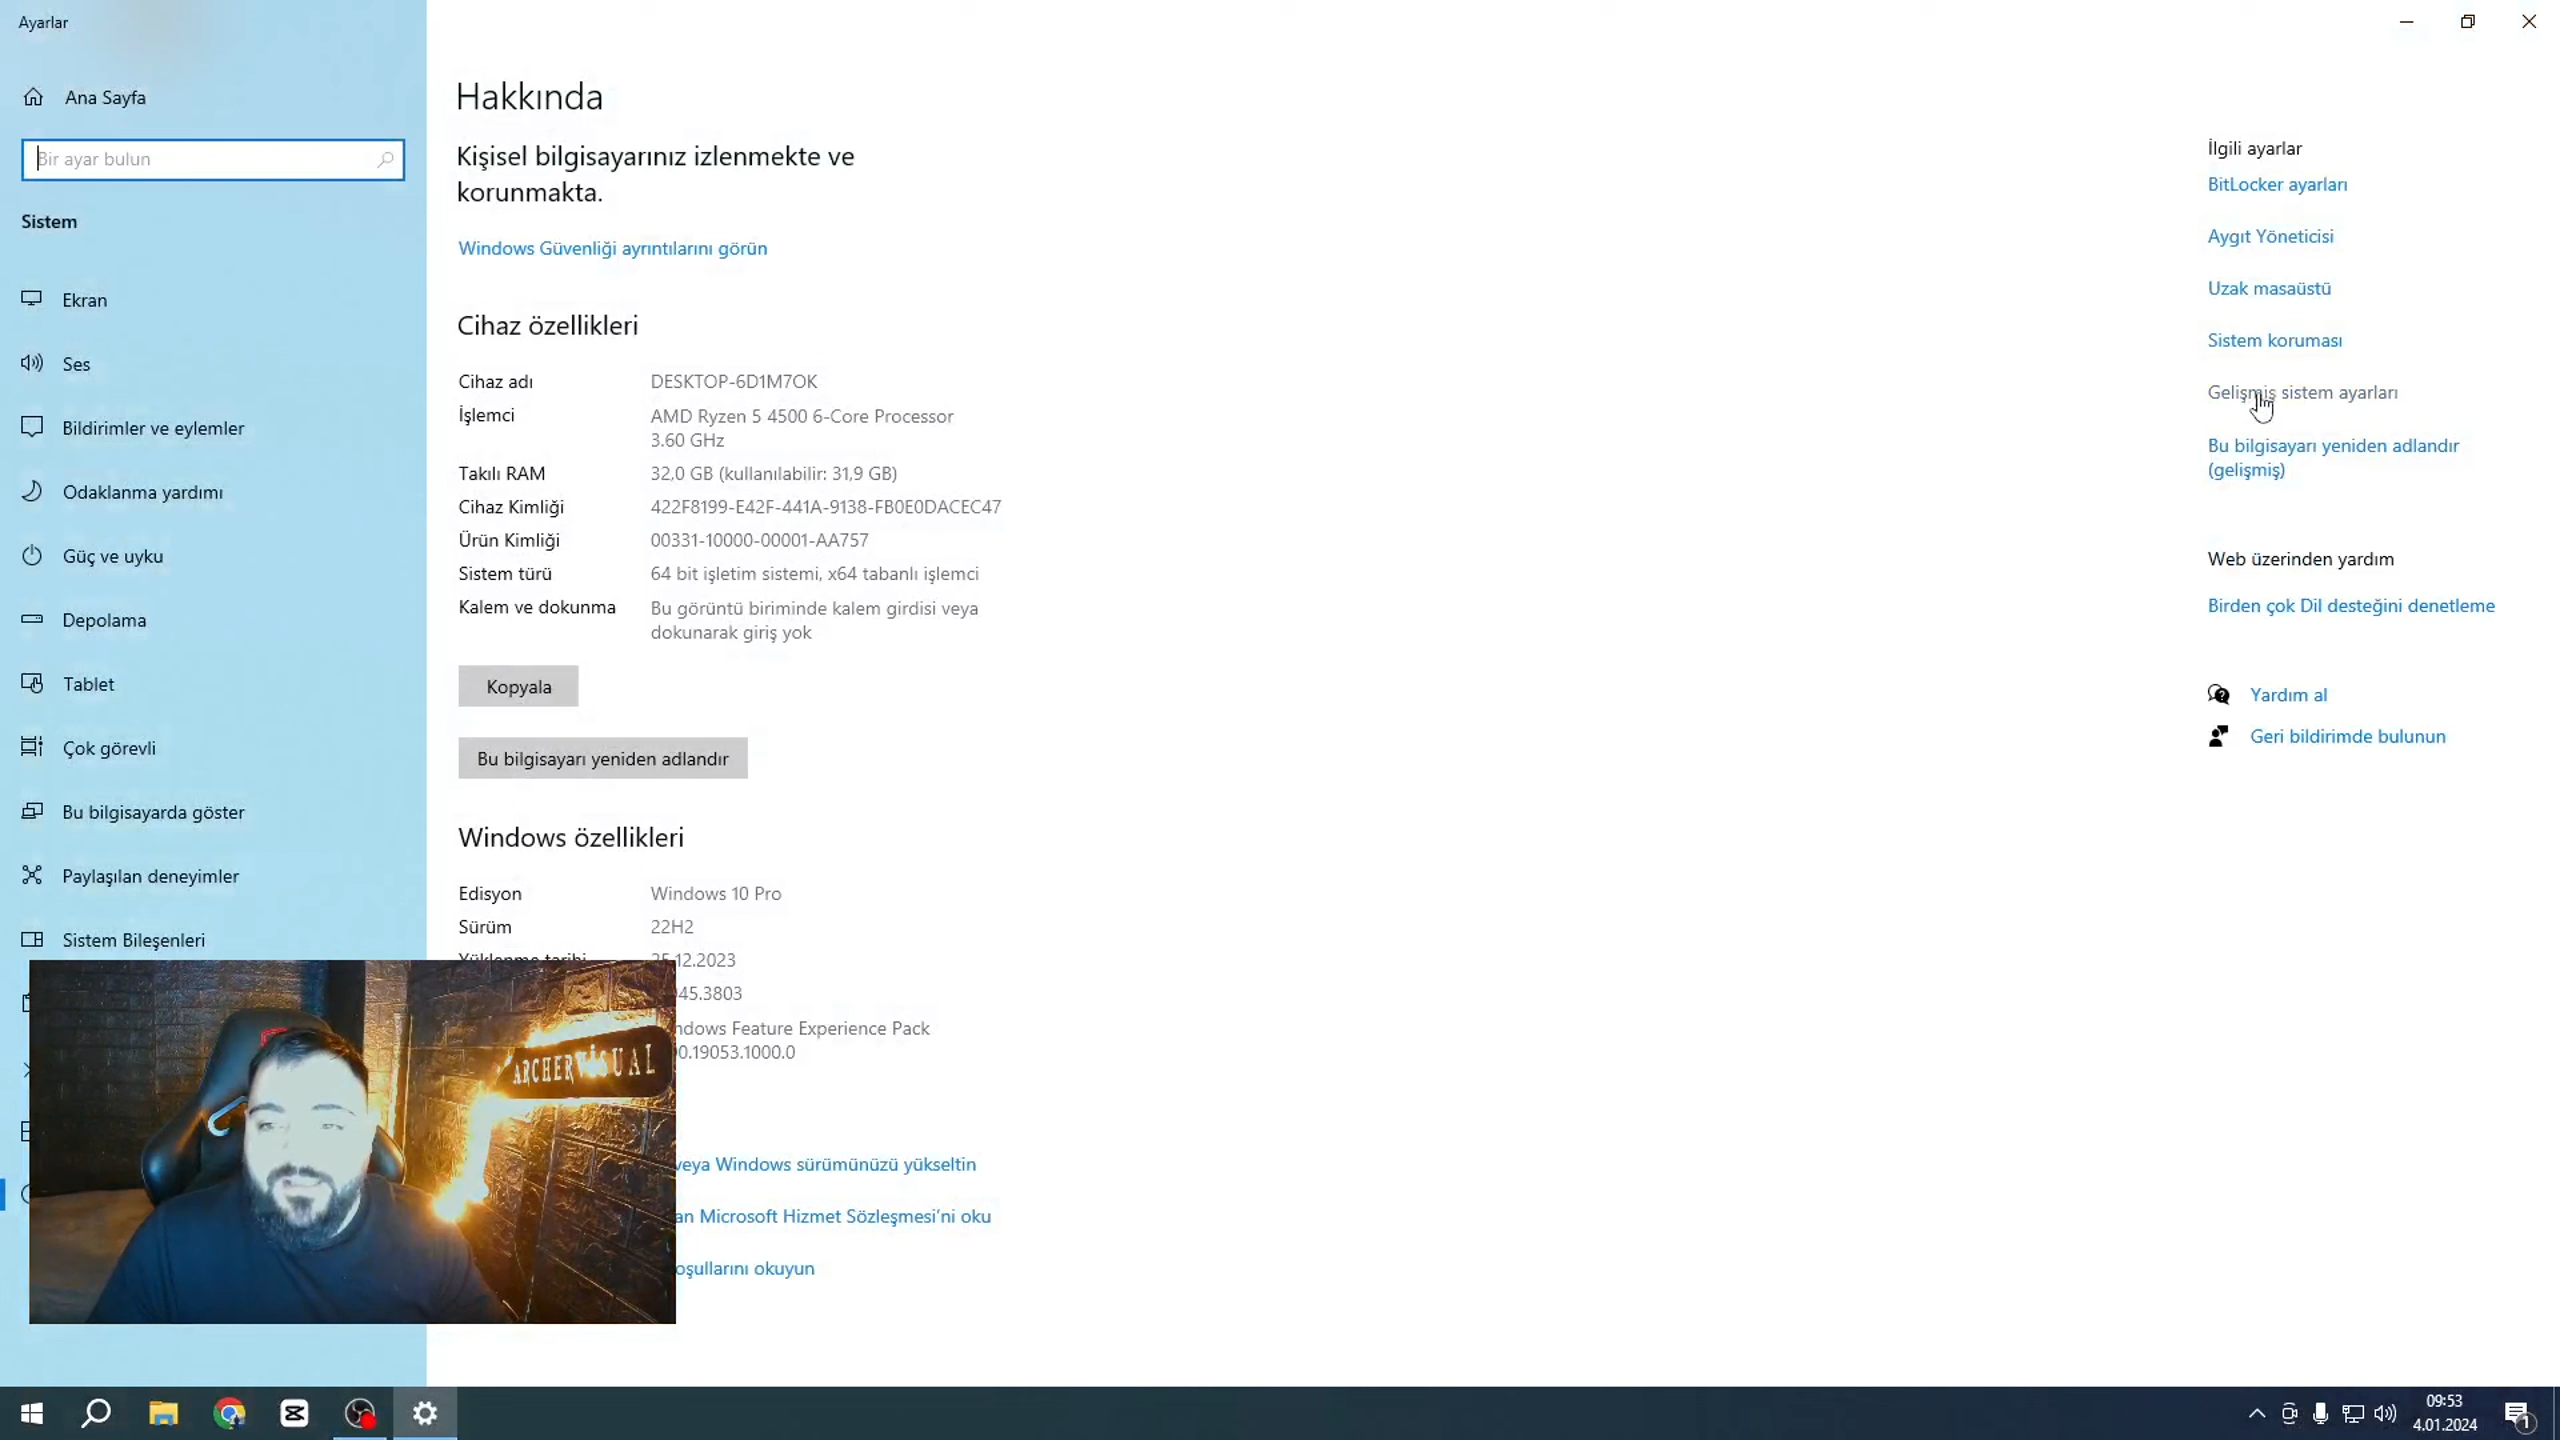 Ayarlar
Ana Sayfa
Bir ayar bulun
Sistem
Ekran
Ses
Bildirimler ve eylemler
Odaklanma yardımı
Güç ve uyku
Depolama
Tablet
Çok görevli
Bu bilgisayarda göster
Paylaşılan deneyimler
Sistem Bileşenleri
Hakkında
Kişisel bilgisayarınız izlenmekte ve
korunmakta.
Windows Güvenliği ayrıntılarını görün
Cihaz özellikleri
Cihaz adı DESKTOP-6D1M7OK
İşlemci AMD Ryzen 5 4500 6-Core Processor
3.60 GHz
Takılı RAM 32,0 GB (kullanılabilir: 31,9 GB)
Cihaz Kimliği 422F8199-E42F-441A-9138-FB0E0DACEC47
Ürün Kimliği 00331-10000-00001-AA757
Sistem türü 64 bit işletim sistemi, x64 tabanlı işlemci
Kalem ve dokunma Bu görüntü biriminde kalem girdisi veya
dokunarak giriş yok
Kopyala
Bu bilgisayarı yeniden adlandır
Windows özellikleri
Edisyon Windows 10 Pro
Sürüm 22H2
Yüklenme tarihi 25.12.2023
45.3803
ndows Feature Experience Pack
0.19053.1000.0
veya Windows sürümünüzü yükseltin
an Microsoft Hizmet Sözleşmesi'ni oku
oşullarını okuyun
ARCHERVİSUAL
İlgili ayarlar
BitLocker ayarları
Aygıt Yöneticisi
Uzak masaüstü
Sistem koruması
Gelişmiş sistem ayarları
Bu bilgisayarı yeniden adlandır
(gelişmiş)
Web üzerinden yardım
Birden çok Dil desteğini denetleme
Yardım al
Geri bildirimde bulunun
09:53
4.01.2024
1